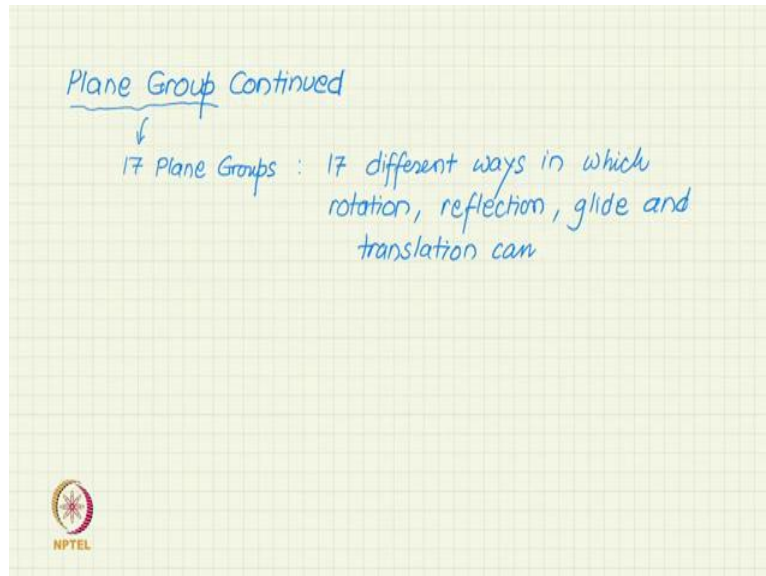 Plane Group Continued
17 Plane Groups : 17 different ways in which
rotation, reflection, glide and
translation can
NPTEL